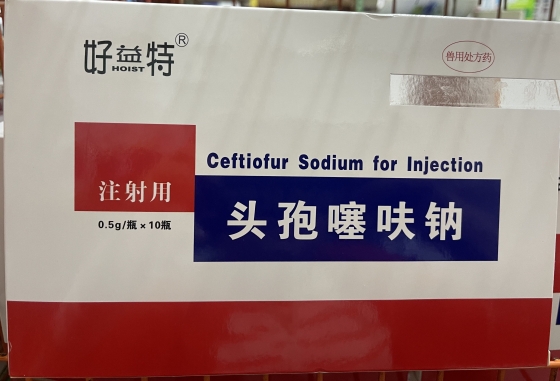 好益特®
HOIST
兽用处方药
Ceftiofur Sodium for Injection
注射用
头孢噻呋钠
0.5g/瓶×10瓶